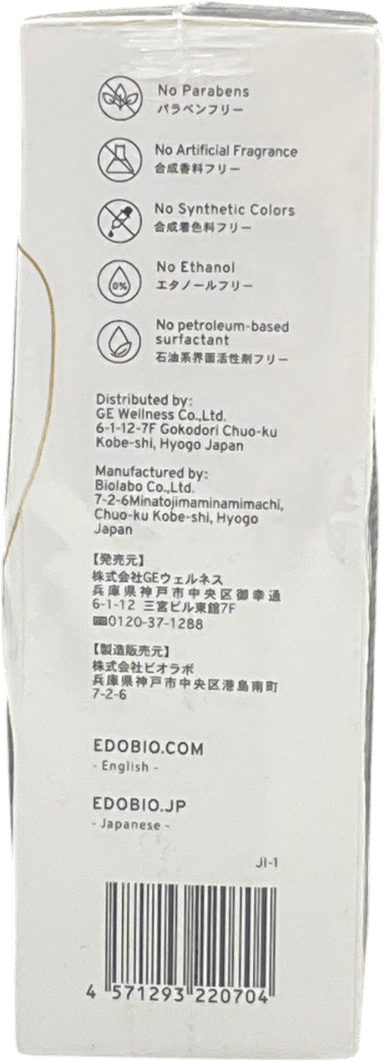 No Parabens
パラベンフリー
No Artificial Fragrance
合成香料フリー
No Synthetic Colors
合成着色料フリー
0%
No Ethanol
エタノールフリー
No petroleum-based
surfactant
石油系界面活性剤フリー
Distributed by:
GE Wellness Co.,Ltd.
6-1-12-7F Gokodori Chuo-ku
Kobe-shi, Hyogo Japan
Manufactured by:
Biolabo Co.,Ltd.
7-2-6Minatojimaminamimachi,
Chuo-ku Kobe-shi, Hyogo
Japan
【発売元】
株式会社GEウェルネス
兵庫県神戸市中央区御幸通
6-1-12 三宮ビル東館7F
0120-37-1288
【製造販売元】
株式会社ビオラボ
兵庫県神戸市中央区港島南町
7-2-6
EDOBIO.COM
- English -
EDOBIO.JP
- Japanese -
JI-1
4 571293 220704